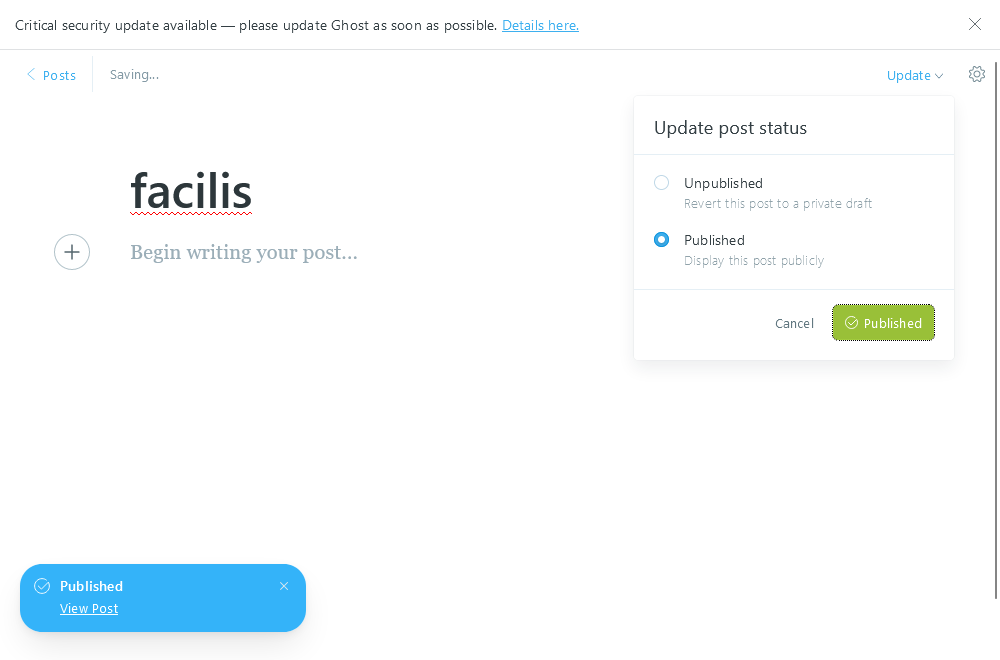 Critical security update available — please update Ghost as soon as possible. Details here.
Posts
Saving...
Update
Update post status
Unpublished
Revert this post to a private draft
Published
Display this post publicly
Cancel
Published
facilis
Begin writing your post...
Published
View Post